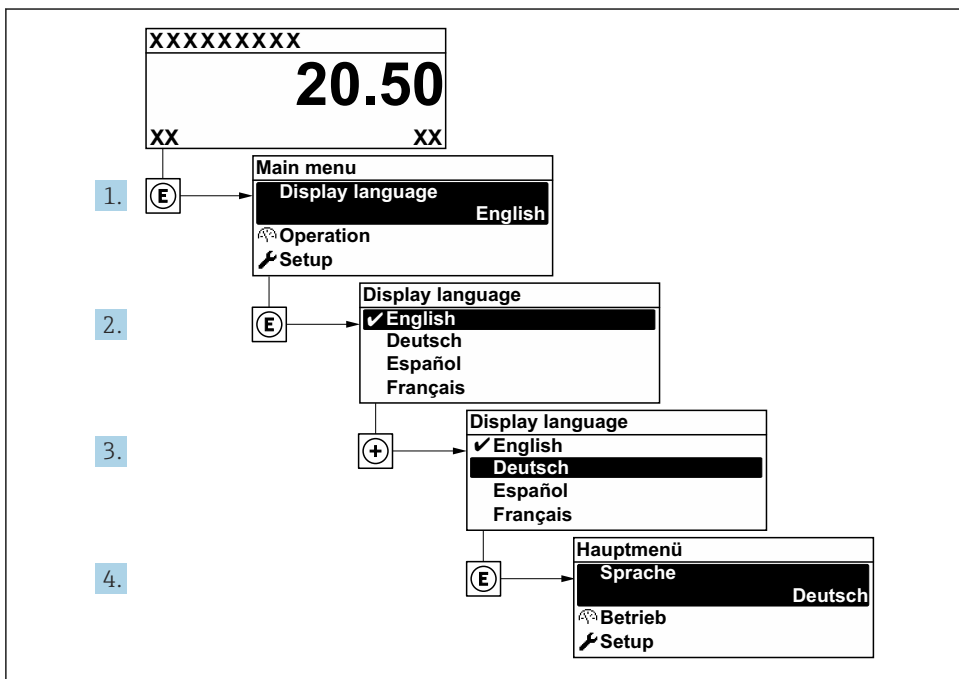 XXXXXXXXX
20.50
XX XX
1. E
Main menu
Display language
English
Operation
Setup
2. E
Display language
✔English
Deutsch
Español
Français
3. +
Display language
✔English
Deutsch
Español
Français
4. E
Hauptmenü
Sprache
Deutsch
Betrieb
Setup